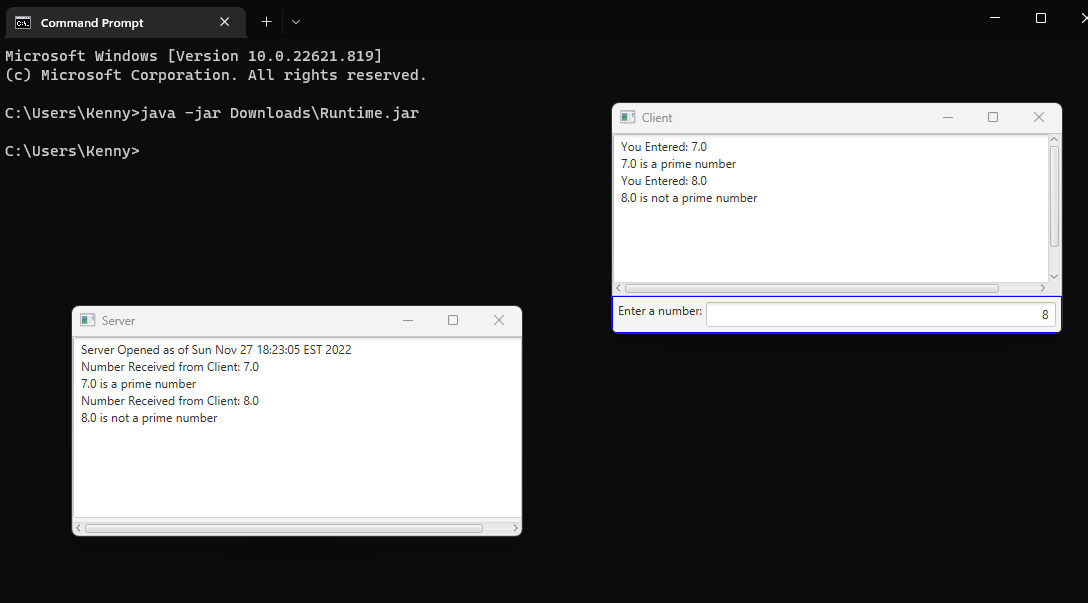 Command Prompt
Microsoft Windows [Version 10.0.22621.819]
(c) Microsoft Corporation. All rights reserved.
C:\Users\Kenny>java -jar Downloads\Runtime.jar
C:\Users\Kenny>
Client
You Entered: 7.0
7.0 is a prime number
You Entered: 8.0
8.0 is not a prime number
Enter a number: 8
Server
Server Opened as of Sun Nov 27 18:23:05 EST 2022
Number Received from Client: 7.0
7.0 is a prime number
Number Received from Client: 8.0
8.0 is not a prime number